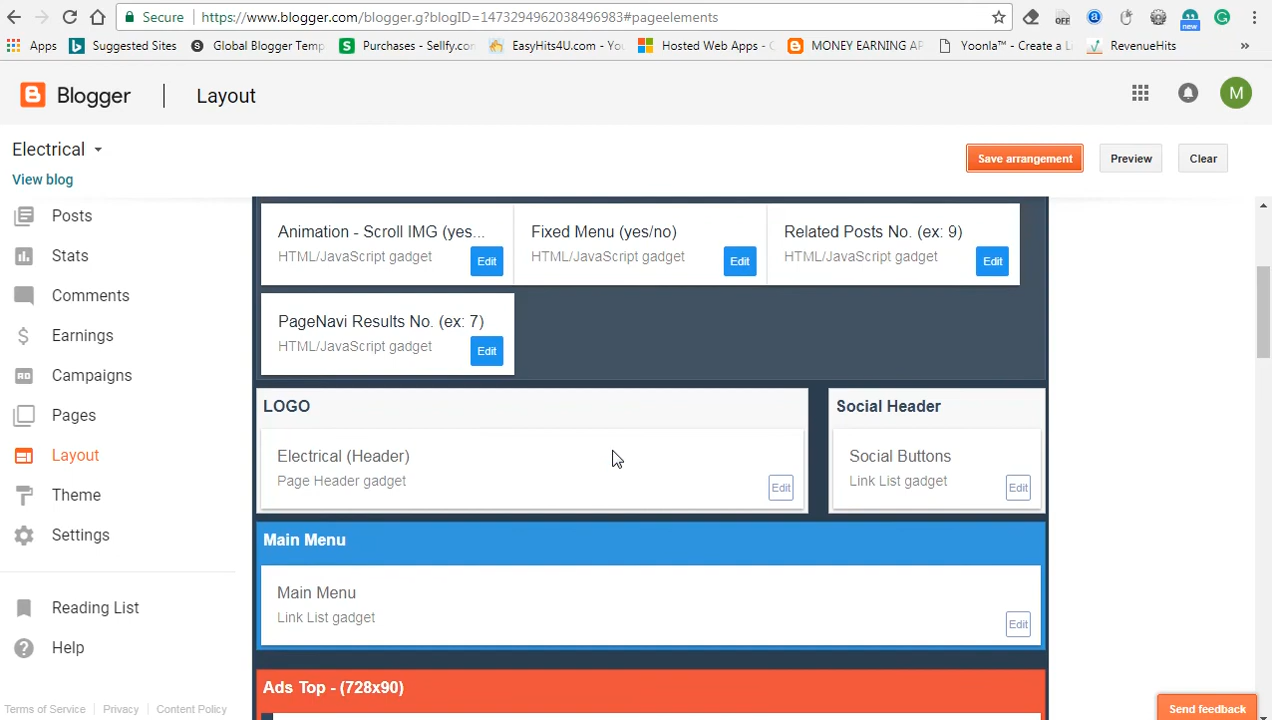 Secure https://www.blogger.com/blogger.g?blogID=1473294962038496983#pageelements
OFF
new
Apps Suggested Sites Global Blogger Temp Purchases - Sellfy.cor EasyHits4U.com - Yo Hosted Web Apps - MONEY EARNING AP Yoonla™ - Create a L RevenueHits »
Blogger Layout M
Electrical
View blog
Save arrangement Preview Clear
Posts
Stats
Comments
Earnings
Campaigns
Pages
Layout
Theme
Settings
Reading List
Help
Terms of Service Privacy Content Policy
Animation - Scroll IMG (yes...
HTML/JavaScript gadget
Edit
Fixed Menu (yes/no)
HTML/JavaScript gadget
Edit
Related Posts No. (ex: 9)
HTML/JavaScript gadget
Edit
PageNavi Results No. (ex: 7)
HTML/JavaScript gadget
Edit
LOGO
Electrical (Header)
Page Header gadget
Edit
Social Header
Social Buttons
Link List gadget
Edit
Main Menu
Main Menu
Link List gadget
Edit
Ads Top - (728x90)
Send feedback